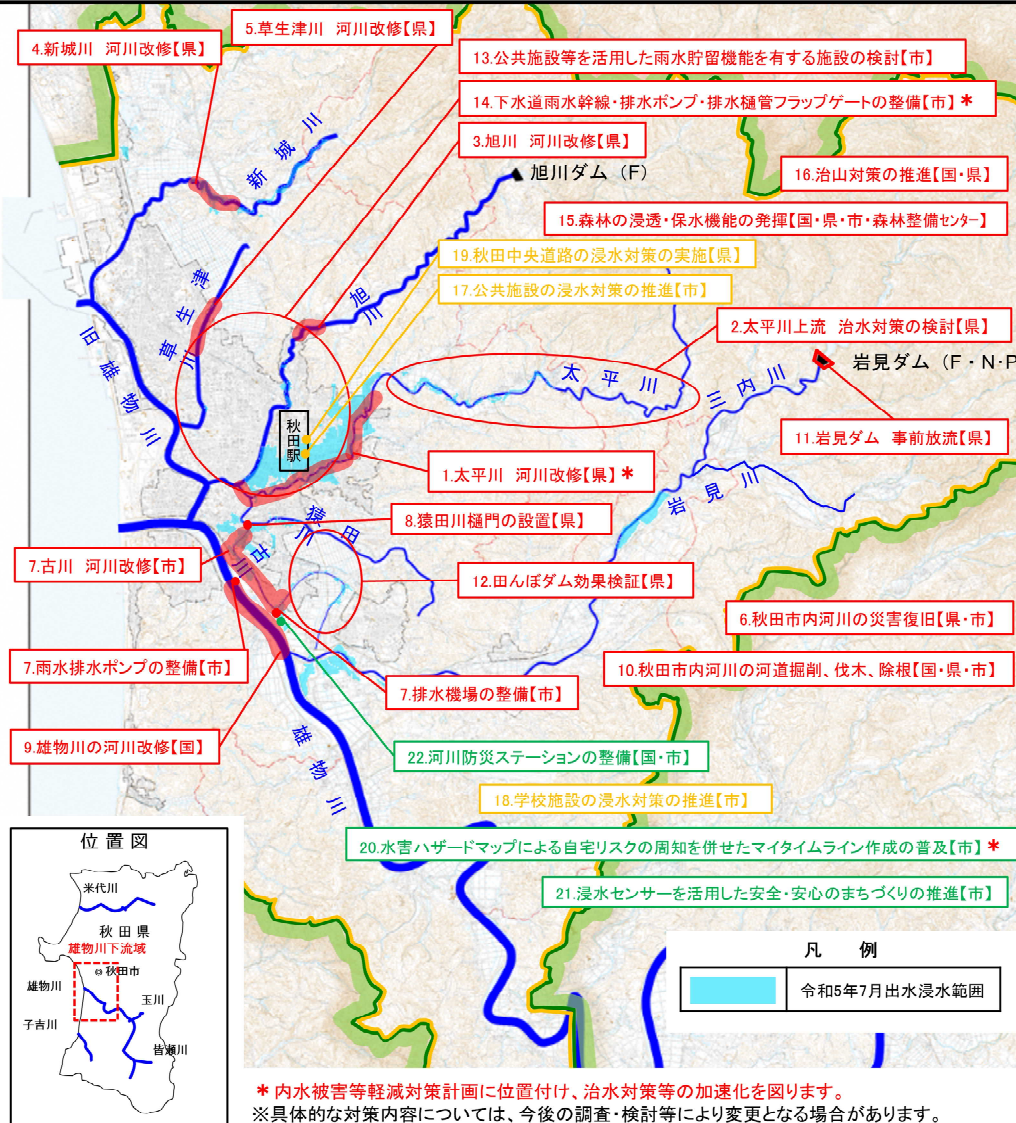 4.新城川 河川改修【県】
5.草生津川 河川改修【県】
13.公共施設等を活用した雨水貯留機能を有する施設の検討【市】
14.下水道雨水幹線・排水ポンプ・排水樋管フラップゲートの整備【市】*
3.旭川 河川改修【県】
旭川ダム (F)
16.治山対策の推進【国・県】
15.森林の浸透・保水機能の発揮【国・県・市・森林整備センター】
19.秋田中央道路の浸水対策の実施【県】
17.公共施設の浸水対策の推進【市】
2.太平川上流 治水対策の検討【県】
岩見ダム (F・N・P
11.岩見ダム 事前放流【県】
新城川
草生津川
旭川
旧雄物川
太平川
三内川
岩見川
秋田駅
1.太平川 河川改修【県】*
猿田川
古川
8.猿田川樋門の設置【県】
7.古川 河川改修【市】
12.田んぼダム効果検証【県】
6.秋田市内河川の災害復旧【県・市】
7.雨水排水ポンプの整備【市】
10.秋田市内河川の河道掘削、伐木、除根【国・県・市】
7.排水機場の整備【市】
9.雄物川の河川改修【国】
雄物川
22.河川防災ステーションの整備【国・市】
18.学校施設の浸水対策の推進【市】
20.水害ハザードマップによる自宅リスクの周知を併せたマイタイムライン作成の普及【市】*
21.浸水センサーを活用した安全・安心のまちづくりの推進【市】
位置図
米代川
秋田県
雄物川下流域
◎秋田市
雄物川
玉川
子吉川
皆瀬川
凡例
令和5年7月出水浸水範囲
*内水被害等軽減対策計画に位置付け、治水対策等の加速化を図ります。
※具体的な対策内容については、今後の調査・検討等により変更となる場合があります。